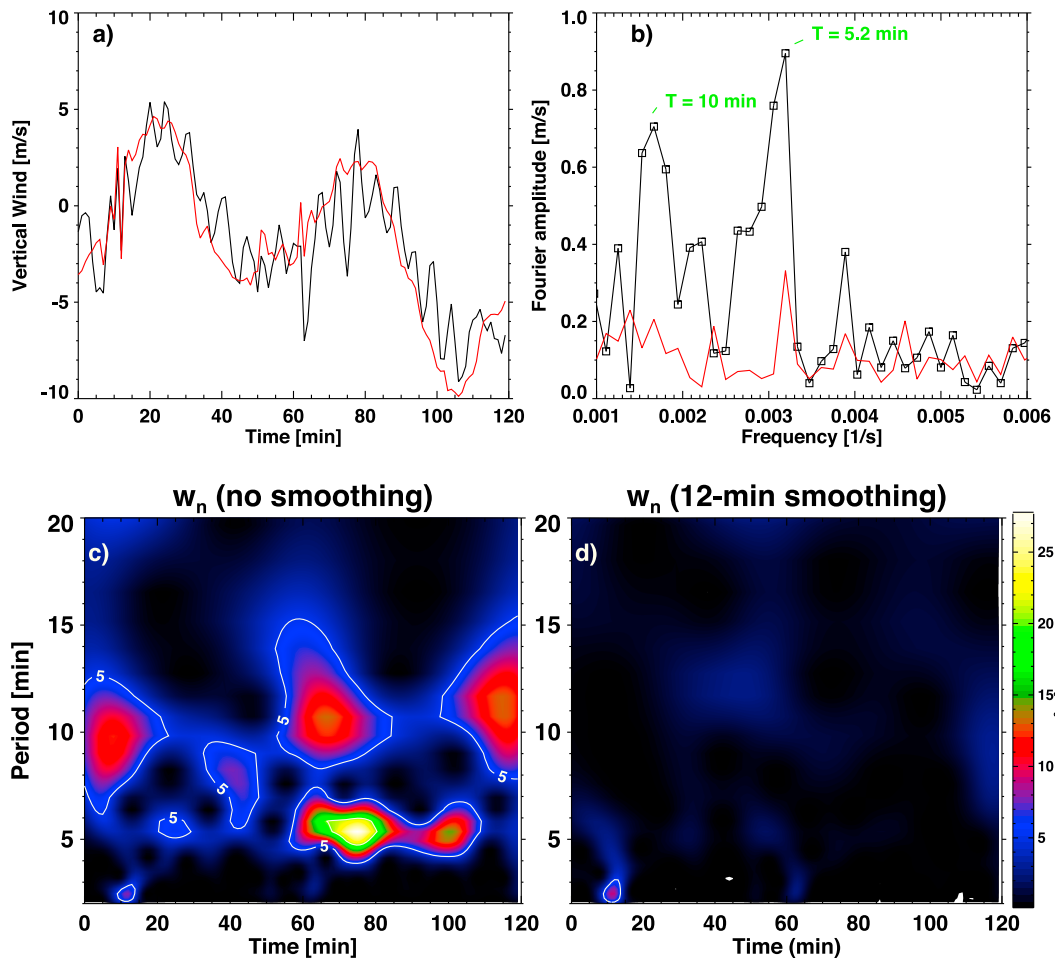 a)
Vertical Wind [m/s]
10
5
0
-5
-10
0 20 40 60 80 100 120
Time [min]
b)
T = 5.2 min
T = 10 min
Fourier amplitude [m/s]
1.0
0.8
0.6
0.4
0.2
0.0
0.001 0.002 0.003 0.004 0.005 0.006
Frequency [1/s]
w_n (no smoothing)
c)
Period [min]
20
15
10
5
5
5
5
5
5
5
5
0 20 40 60 80 100 120
Time [min]
w_n (12-min smoothing)
d)
0 20 40 60 80 100 120
Time (min)
25
20
15
10
5